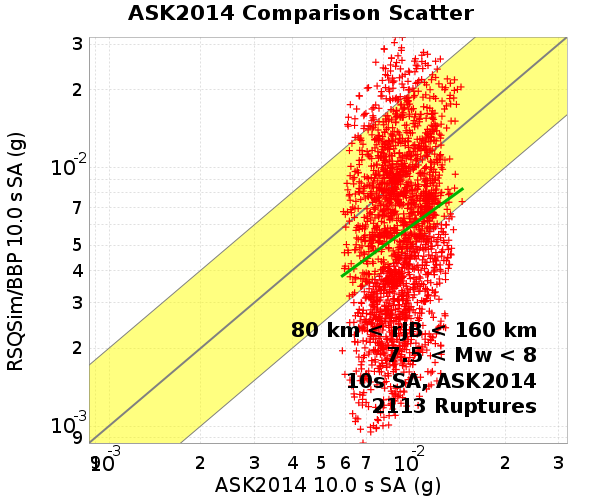 ASK2014 Comparison Scatter
3
2
10-2
7
5
4
3
2
10-3
9
RSQSim/BBP 10.0 s SA (g)
80 km < rJB < 160 km
7.5 < Mw < 8
10s SA, ASK2014
2113 Ruptures
9 10-3 2 3 4 5 6 7 10-2 2 3
ASK2014 10.0 s SA (g)